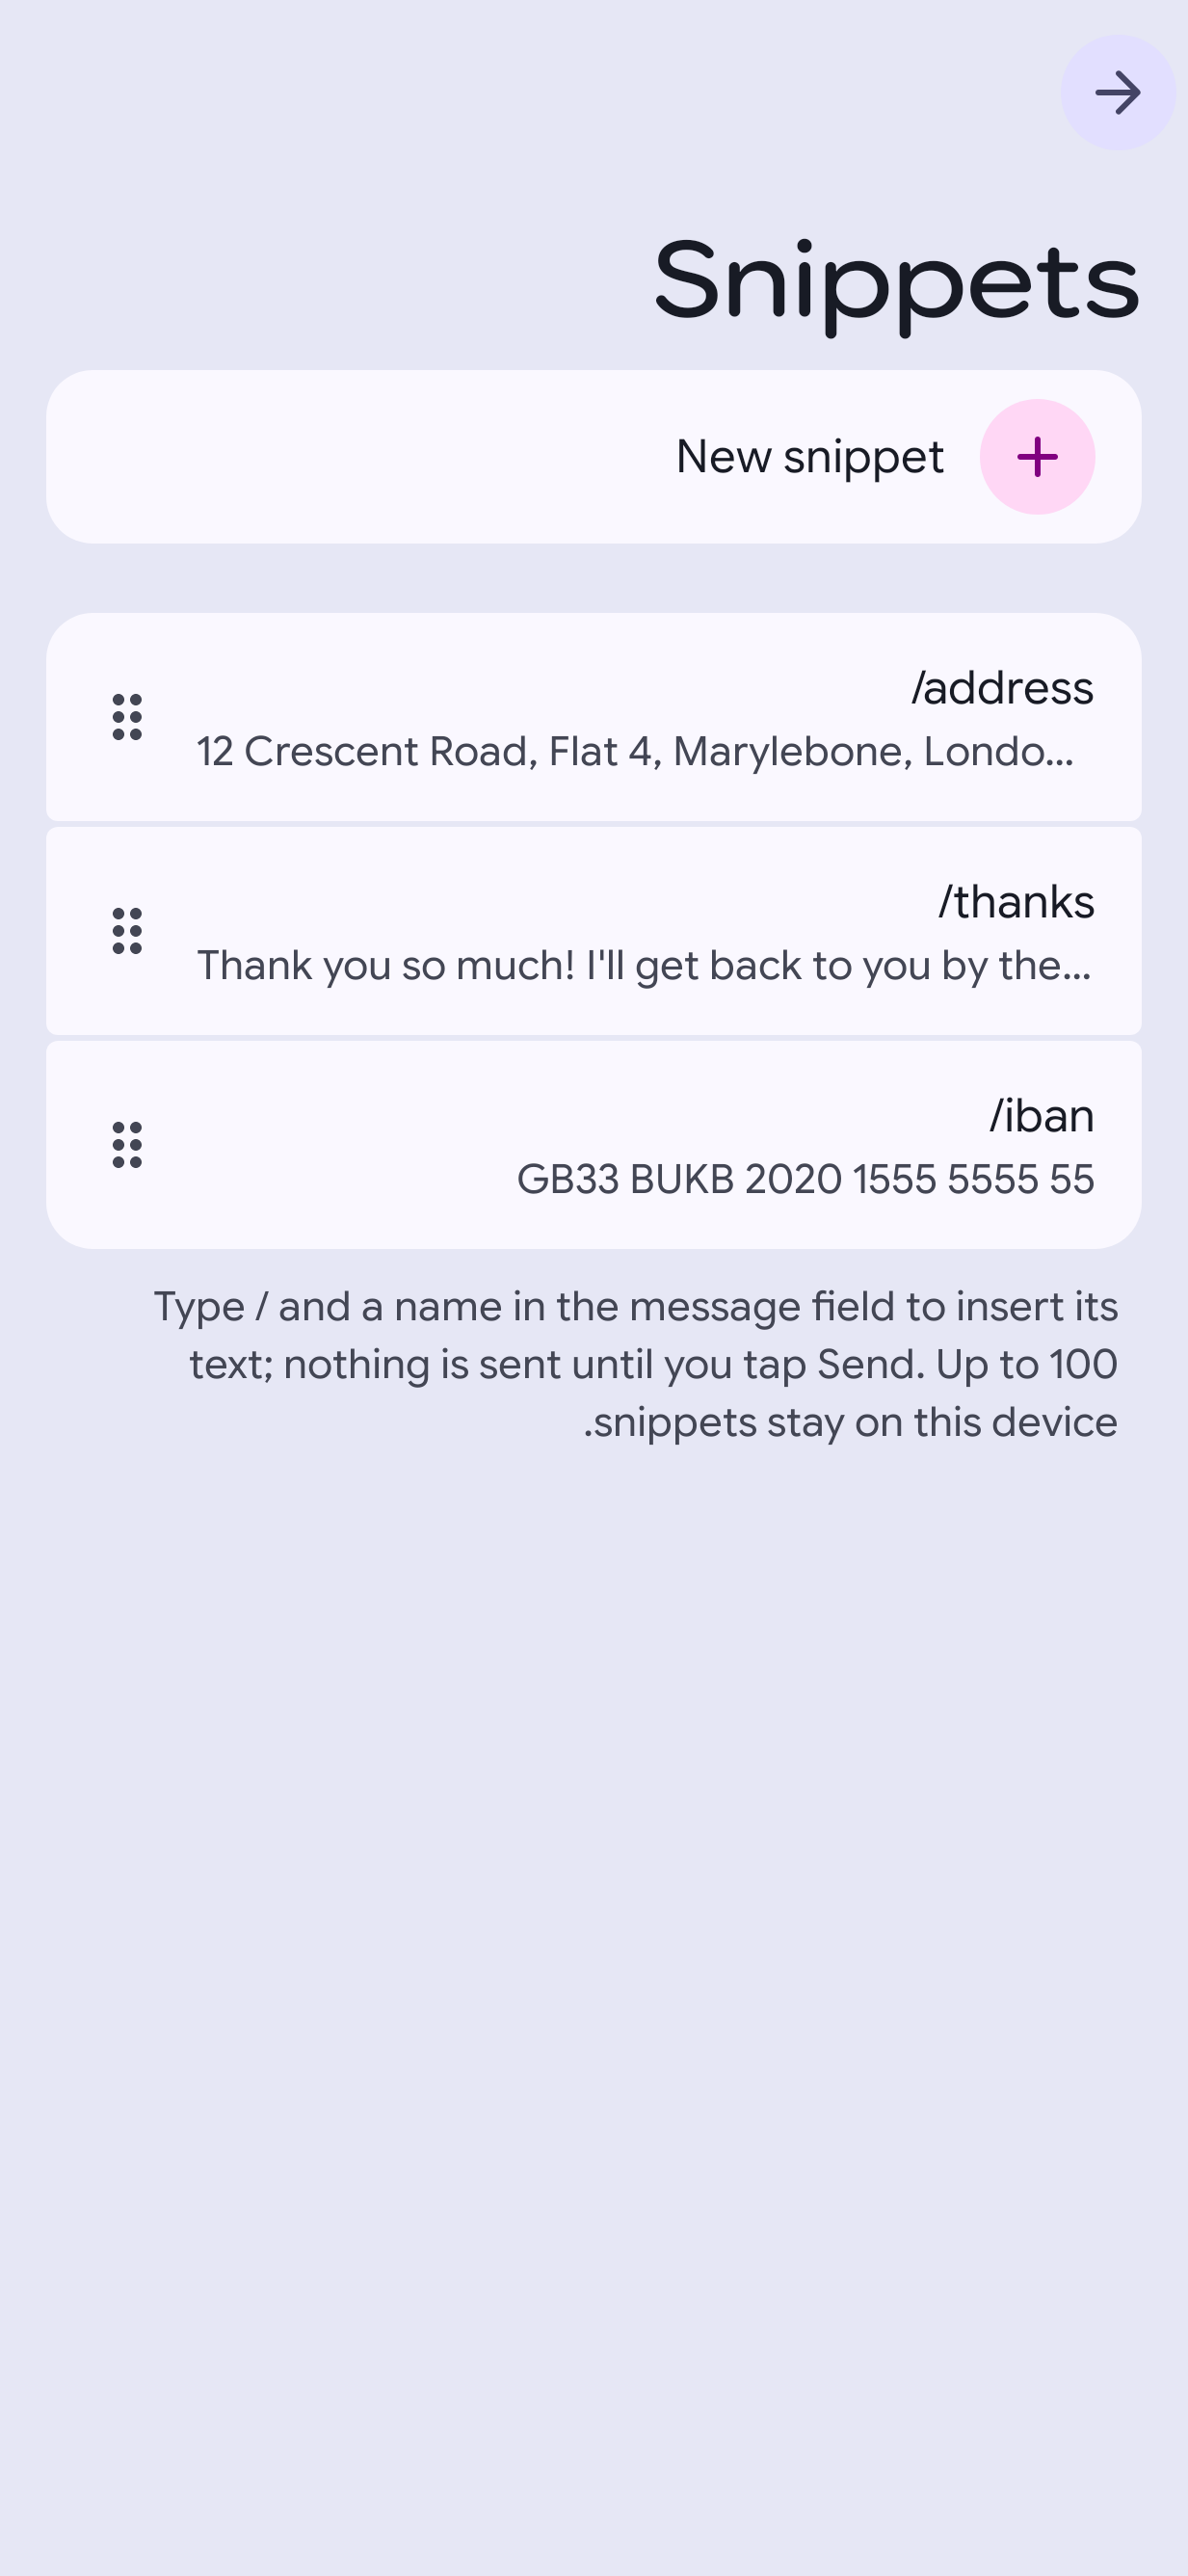 Snippets
New snippet
/address
12 Crescent Road, Flat 4, Marylebone, Londo...
/thanks
Thank you so much! I'll get back to you by the...
/iban
GB33 BUKB 2020 1555 5555 55
Type / and a name in the message field to insert its
text; nothing is sent until you tap Send. Up to 100
.snippets stay on this device